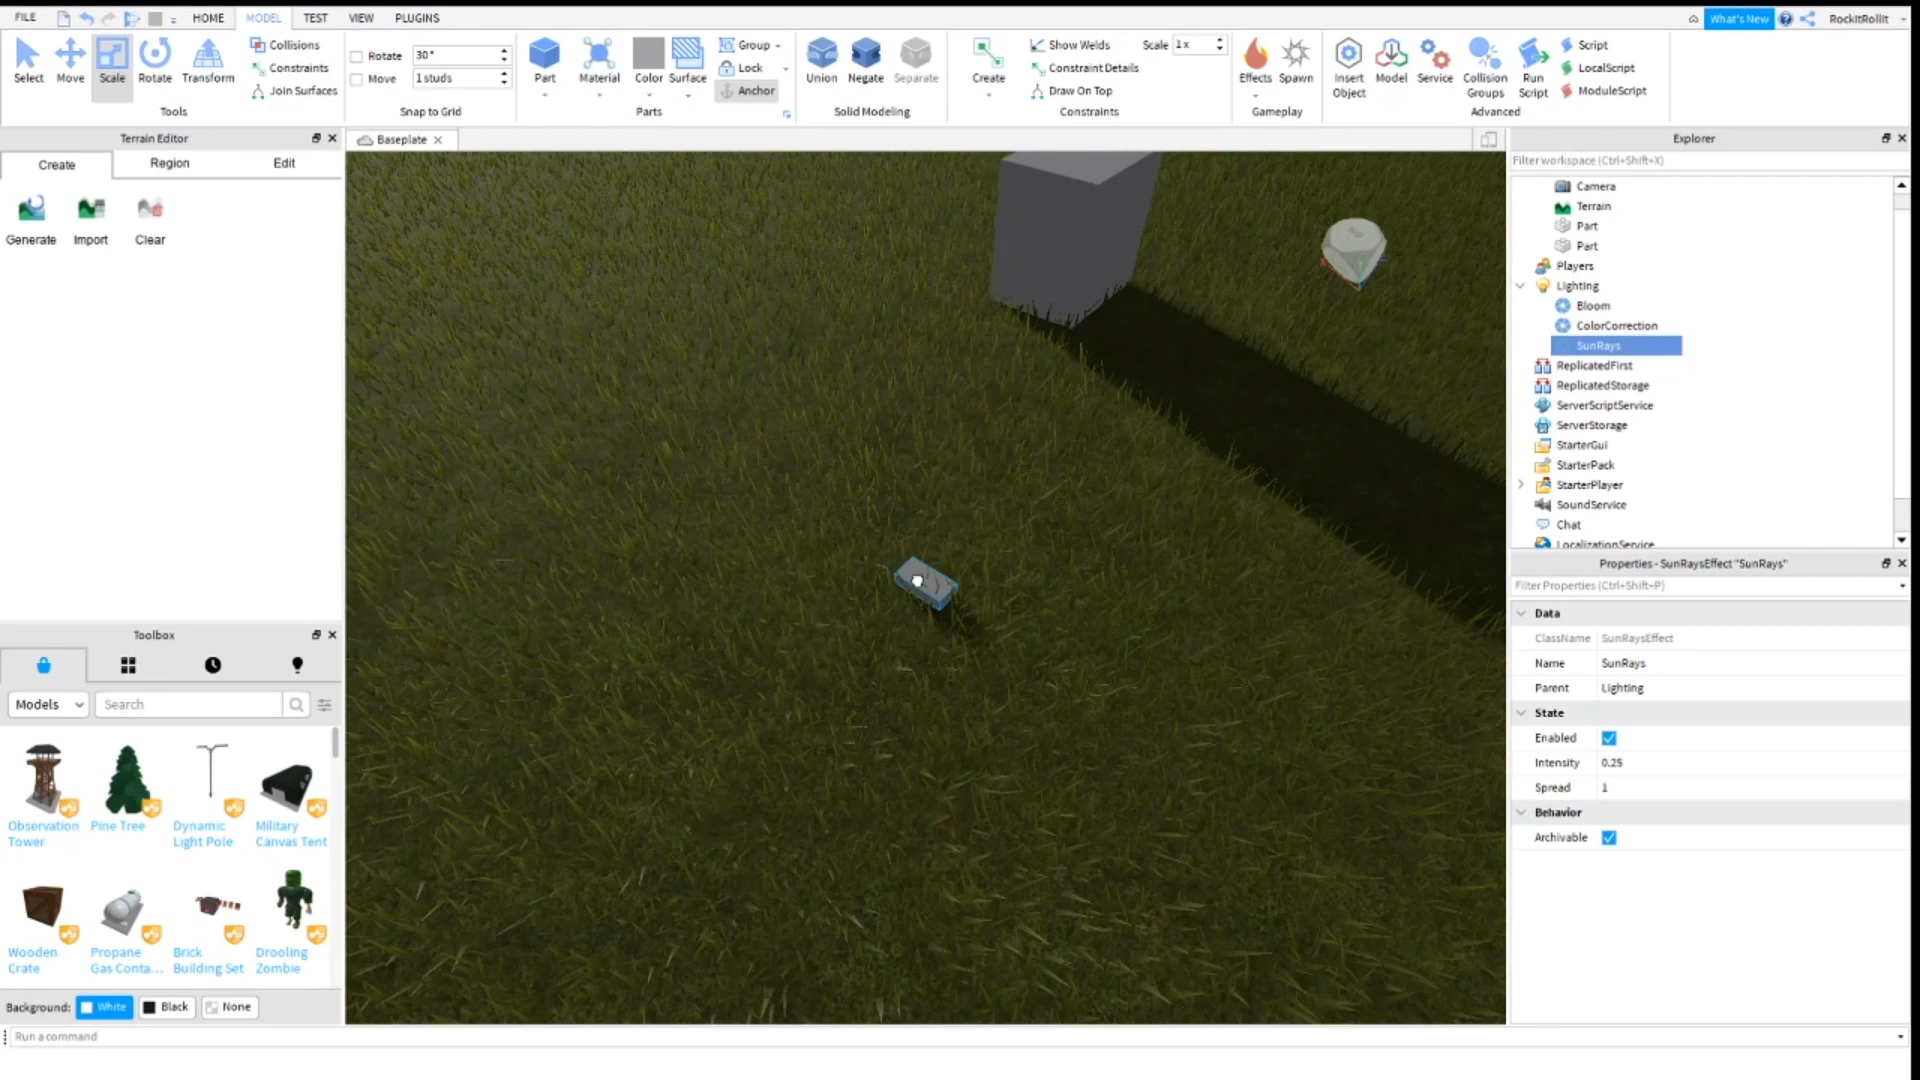 FILE HOME MODEL TEST VIEW PLUGINS What's New RockitRollit
Select Move Scale Rotate Transform
Collisions
Constraints
Join Surfaces
Tools
Rotate 30°
Move 1 studs
Snap to Grid
Part Material Color Surface
Group
Lock
Anchor
Parts
Union Negate Separate
Solid Modeling
Create
Show Welds Scale 1 x
Constraint Details
Draw On Top
Constraints
Effects Spawn
Gameplay
Insert Object Model Service Collision Groups Run Script
Script
LocalScript
ModuleScript
Advanced
Terrain Editor
Create Region Edit
Generate Import Clear
Baseplate
Explorer
Filter workspace (Ctrl+Shift+X)
Camera
Terrain
Part
Part
Players
Lighting
Bloom
ColorCorrection
SunRays
ReplicatedFirst
ReplicatedStorage
ServerScriptService
ServerStorage
StarterGui
StarterPack
StarterPlayer
SoundService
Chat
LocalizationService
Properties - SunRaysEffect "SunRays"
Filter Properties (Ctrl+Shift+P)
Data
ClassName SunRaysEffect
Name SunRays
Parent Lighting
State
Enabled
Intensity 0.25
Spread 1
Behavior
Archivable
Toolbox
Models Search
Observation Tower
Pine Tree
Dynamic Light Pole
Military Canvas Tent
Wooden Crate
Propane Gas Conta...
Brick Building Set
Drooling Zombie
Background: White Black None
Run a command